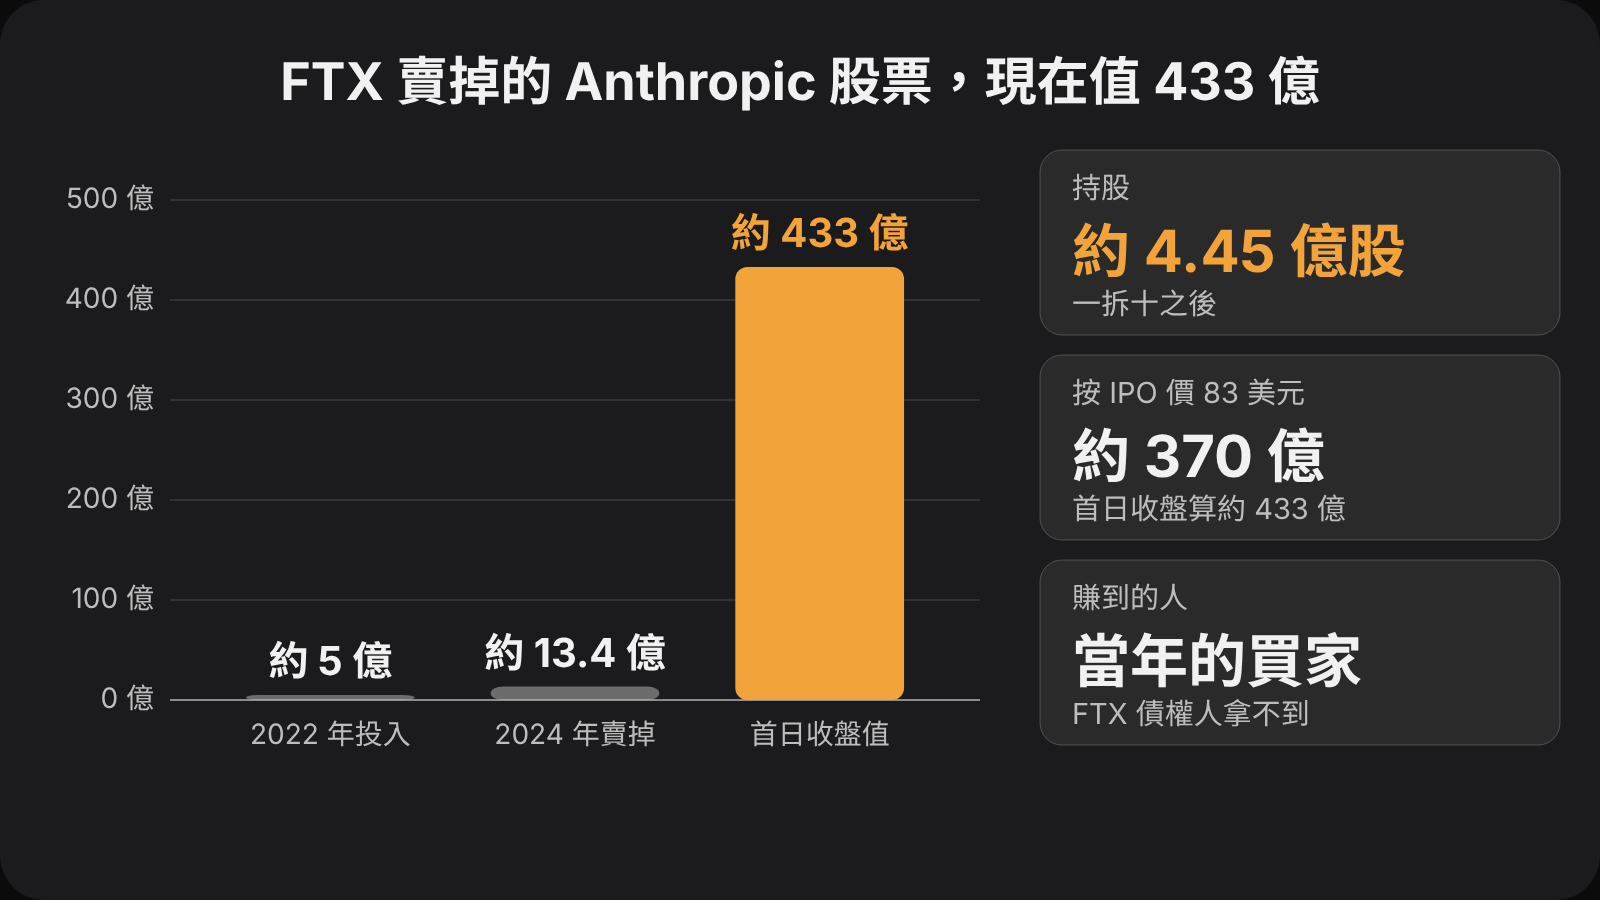 FTX 賣掉的 Anthropic 股票，現在值 433 億
500 億
400 億
300 億
200 億
100 億
0 億
約 5 億
約 13.4 億
約 433 億
2022 年投入
2024 年賣掉
首日收盤值
持股
約 4.45 億股
一拆十之後
按 IPO 價 83 美元
約 370 億
首日收盤算約 433 億
賺到的人
當年的買家
FTX 債權人拿不到